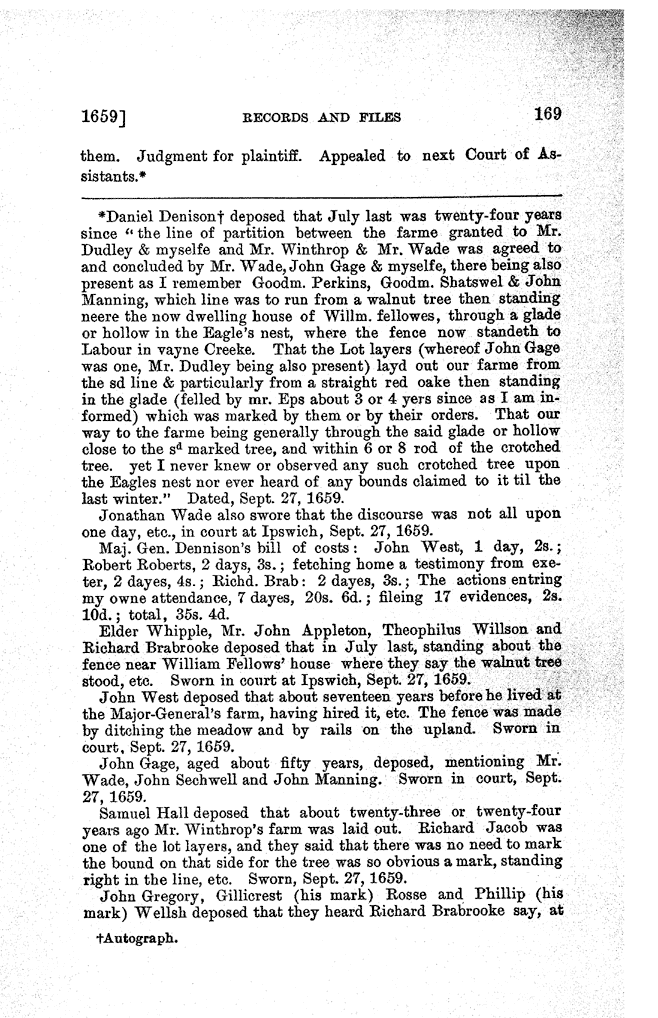 1659] RECORDS AND FILES 169
them. Judgment for plaintiff. Appealed to next Court of As-
sistants.*
*Daniel Denison† deposed that July last was twenty-four years
since "the line of partition between the farme granted to Mr.
Dudley & myselfe and Mr. Winthrop & Mr. Wade was agreed to
and concluded by Mr. Wade, John Gage & myselfe, there being also
present as I remember Goodm. Perkins, Goodm. Shatswel & John
Manning, which line was to run from a walnut tree then standing
neere the now dwelling house of Willm. fellowes, through a glade
or hollow in the Eagle's nest, where the fence now standeth to
Labour in vayne Creeke. That the Lot layers (whereof John Gage
was one, Mr. Dudley being also present) layd out our farme from
the sd line & particularly from a straight red oake then standing
in the glade (felled by mr. Eps about 3 or 4 yers since as I am in-
formed) which was marked by them or by their orders. That our
way to the farme being generally through the said glade or hollow
close to the sᵈ marked tree, and within 6 or 8 rod of the crotched
tree. yet I never knew or observed any such crotched tree upon
the Eagles nest nor ever heard of any bounds claimed to it til the
last winter." Dated, Sept. 27, 1659.
Jonathan Wade also swore that the discourse was not all upon
one day, etc., in court at Ipswich, Sept. 27, 1659.
Maj. Gen. Dennison's bill of costs: John West, 1 day, 2s.;
Robert Roberts, 2 days, 3s.; fetching home a testimony from exe-
ter, 2 dayes, 4s.; Richd. Brab: 2 dayes, 3s.; The actions entring
my owne attendance, 7 dayes, 20s. 6d.; fileing 17 evidences, 2s.
10d.; total, 35s. 4d.
Elder Whipple, Mr. John Appleton, Theophilus Willson and
Richard Brabrooke deposed that in July last, standing about the
fence near William Fellows' house where they say the walnut tree
stood, etc. Sworn in court at Ipswich, Sept. 27, 1659.
John West deposed that about seventeen years before he lived at
the Major-General's farm, having hired it, etc. The fence was made
by ditching the meadow and by rails on the upland. Sworn in
court, Sept. 27, 1659.
John Gage, aged about fifty years, deposed, mentioning Mr.
Wade, John Sechwell and John Manning. Sworn in court, Sept.
27, 1659.
Samuel Hall deposed that about twenty-three or twenty-four
years ago Mr. Winthrop's farm was laid out. Richard Jacob was
one of the lot layers, and they said that there was no need to mark
the bound on that side for the tree was so obvious a mark, standing
right in the line, etc. Sworn, Sept. 27, 1659.
John Gregory, Gillicrest (his mark) Rosse and Phillip (his
mark) Wellsh deposed that they heard Richard Brabrooke say, at
†Autograph.